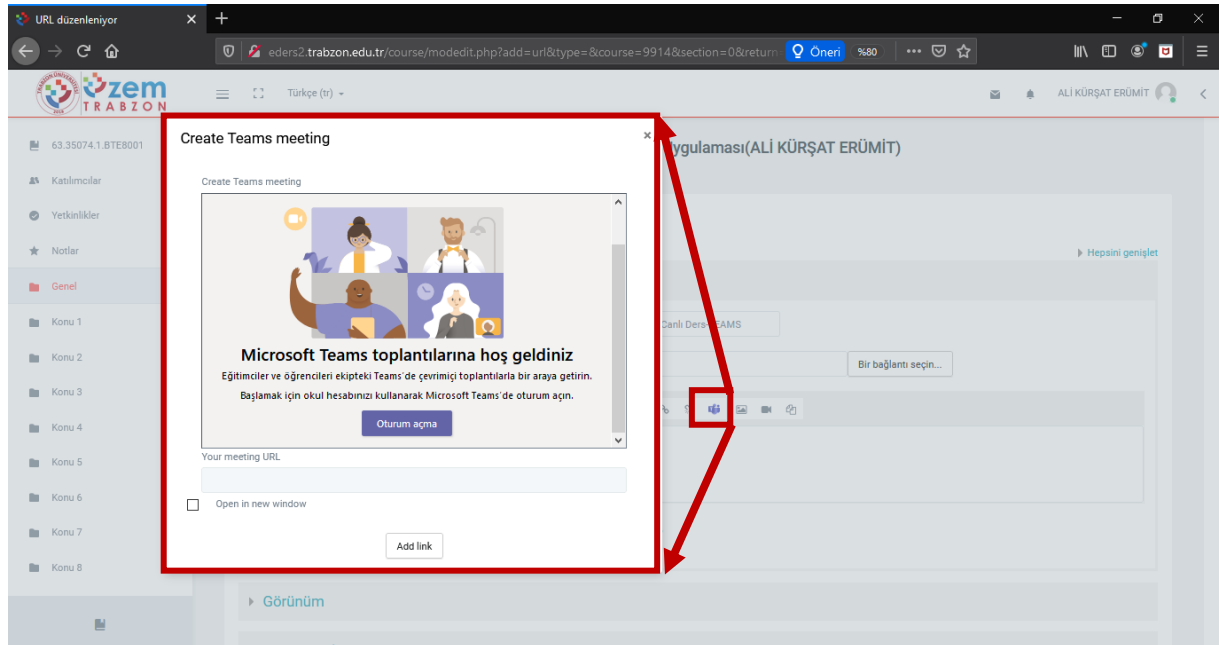 URL düzenleniyor
eders2.trabzon.edu.tr/course/modedit.php?add=url&type=&course=9914&section=0&return
Öneri
%80
ÜZem
TRABZON
Türkçe (tr)
ALİ KÜRŞAT ERÜMİT
63.35074.1.BTE8001
Katılımcılar
Yetkinlikler
Notlar
Genel
Konu 1
Konu 2
Konu 3
Konu 4
Konu 5
Konu 6
Konu 7
Konu 8
Create Teams meeting
Create Teams meeting
Microsoft Teams toplantılarına hoş geldiniz
Eğitimciler ve öğrencileri ekipteki Teams'de çevrimiçi toplantılarla bir araya getirin.
Başlamak için okul hesabınızı kullanarak Microsoft Teams'de oturum açın.
Oturum açma
Your meeting URL
Open in new window
Add link
ygulaması(ALİ KÜRŞAT ERÜMİT)
Hepsini genişlet
Canlı Ders-TEAMS
Bir bağlantı seçin...
Görünüm